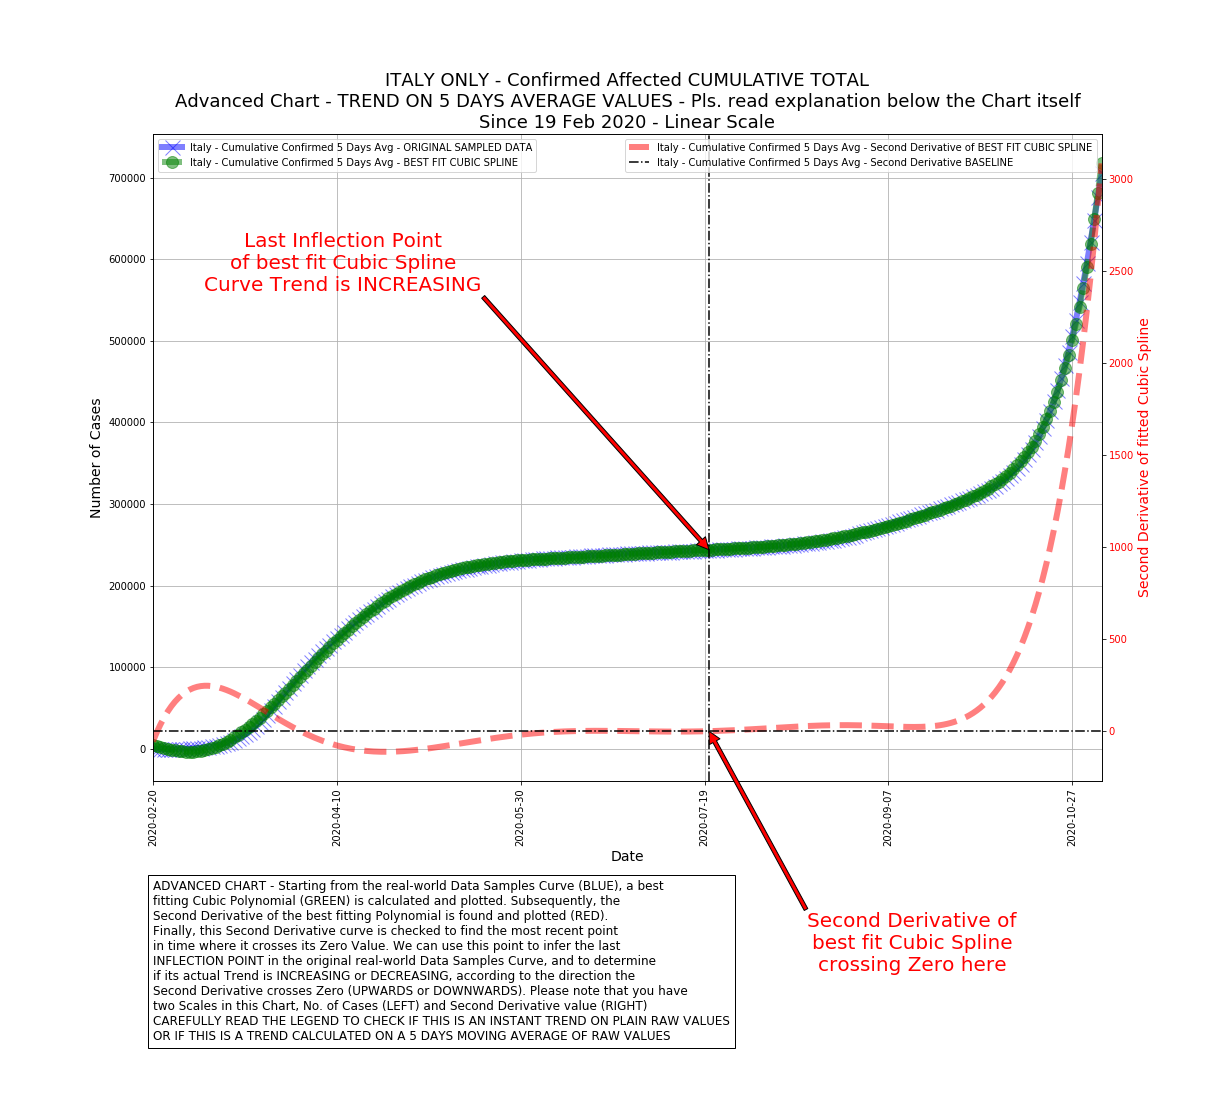 ITALY ONLY - Confirmed Affected CUMULATIVE TOTAL
Advanced Chart - TREND ON 5 DAYS AVERAGE VALUES - Pls. read explanation below the Chart itself
Since 19 Feb 2020 - Linear Scale
Italy - Cumulative Confirmed 5 Days Avg - ORIGINAL SAMPLED DATA
Italy - Cumulative Confirmed 5 Days Avg - BEST FIT CUBIC SPLINE
Italy - Cumulative Confirmed 5 Days Avg - Second Derivative of BEST FIT CUBIC SPLINE
Italy - Cumulative Confirmed 5 Days Avg - Second Derivative BASELINE
700000
600000
500000
400000
300000
200000
100000
0
Number of Cases
Last Inflection Point
of best fit Cubic Spline
Curve Trend is INCREASING
3000
2500
2000
1500
1000
500
0
Second Derivative of fitted Cubic Spline
2020-02-20
2020-04-10
2020-05-30
2020-07-19
2020-09-07
2020-10-27
Date
Second Derivative of
best fit Cubic Spline
crossing Zero here
ADVANCED CHART - Starting from the real-world Data Samples Curve (BLUE), a best
fitting Cubic Polynomial (GREEN) is calculated and plotted. Subsequently, the
Second Derivative of the best fitting Polynomial is found and plotted (RED).
Finally, this Second Derivative curve is checked to find the most recent point
in time where it crosses its Zero Value. We can use this point to infer the last
INFLECTION POINT in the original real-world Data Samples Curve, and to determine
if its actual Trend is INCREASING or DECREASING, according to the direction the
Second Derivative crosses Zero (UPWARDS or DOWNWARDS). Please note that you have
two Scales in this Chart, No. of Cases (LEFT) and Second Derivative value (RIGHT)
CAREFULLY READ THE LEGEND TO CHECK IF THIS IS AN INSTANT TREND ON PLAIN RAW VALUES
OR IF THIS IS A TREND CALCULATED ON A 5 DAYS MOVING AVERAGE OF RAW VALUES